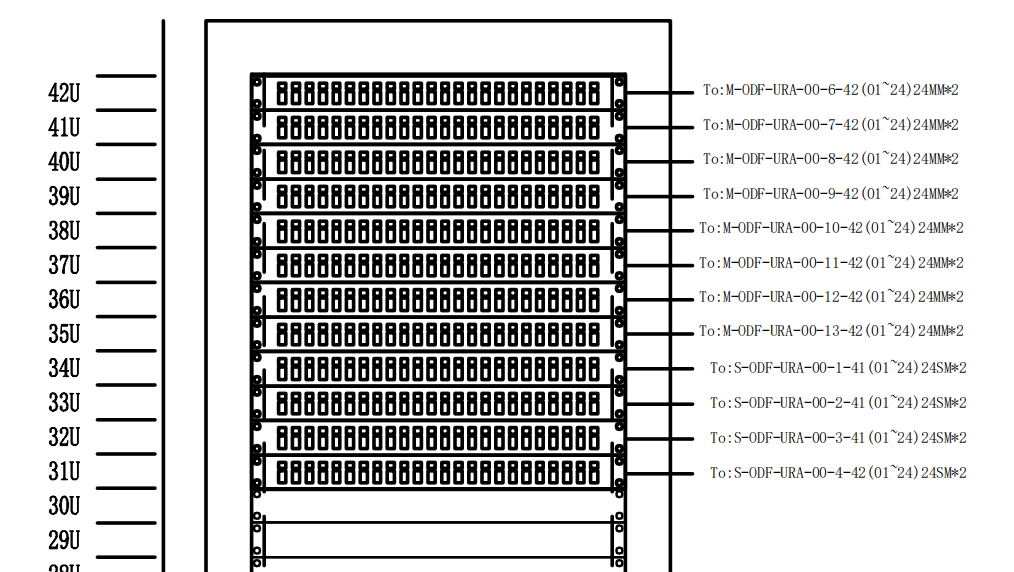 42U To:M-ODF-URA-00-6-42(01~24)24MM*2
41U To:M-ODF-URA-00-7-42(01~24)24MM*2
40U To:M-ODF-URA-00-8-42(01~24)24MM*2
39U To:M-ODF-URA-00-9-42(01~24)24MM*2
38U To:M-ODF-URA-00-10-42(01~24)24MM*2
37U To:M-ODF-URA-00-11-42(01~24)24MM*2
36U To:M-ODF-URA-00-12-42(01~24)24MM*2
35U To:M-ODF-URA-00-13-42(01~24)24MM*2
34U To:S-ODF-URA-00-1-41(01~24)24SM*2
33U To:S-ODF-URA-00-2-41(01~24)24SM*2
32U To:S-ODF-URA-00-3-41(01~24)24SM*2
31U To:S-ODF-URA-00-4-42(01~24)24SM*2
30U
29U